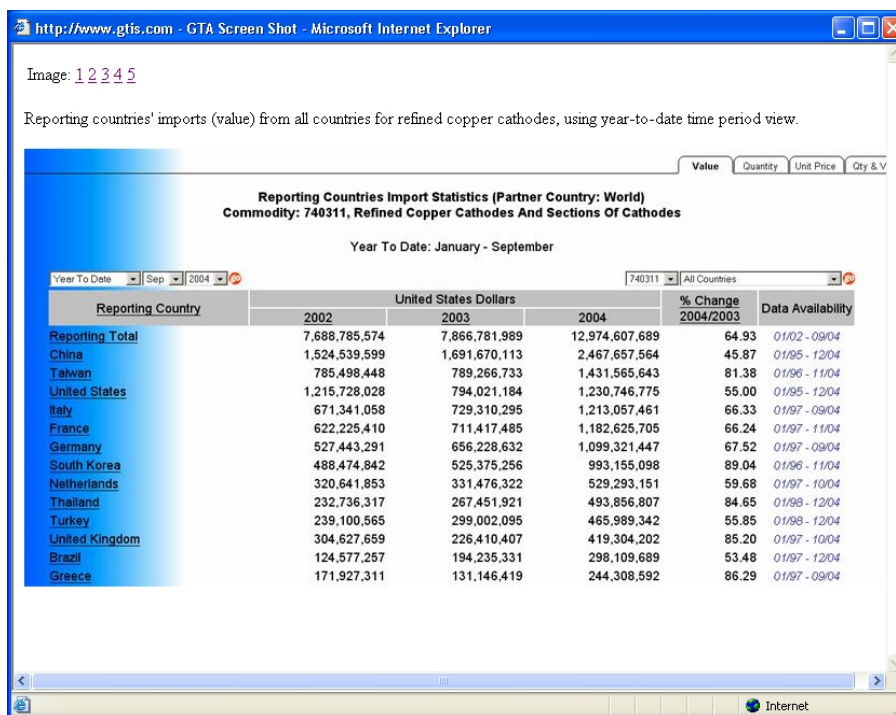 http://www.gtis.com - GTA Screen Shot - Microsoft Internet Explorer
Image: 1 2 3 4 5
Reporting countries' imports (value) from all countries for refined copper cathodes, using year-to-date time period view.
Value Quantity Unit Price Qty & V
Reporting Countries Import Statistics (Partner Country: World)
Commodity: 740311, Refined Copper Cathodes And Sections Of Cathodes
Year To Date: January - September
Year To Date Sep 2004 GO 740311 All Countries GO
Reporting Country United States Dollars % Change 2004/2003 Data Availability
2002 2003 2004
Reporting Total 7,688,785,574 7,866,781,989 12,974,607,689 64.93 01/02 - 09/04
China 1,524,539,599 1,691,670,113 2,467,657,564 45.87 01/95 - 12/04
Taiwan 785,498,448 789,266,733 1,431,565,643 81.38 01/96 - 11/04
United States 1,215,728,028 794,021,184 1,230,746,775 55.00 01/95 - 12/04
Italy 671,341,058 729,310,295 1,213,057,461 66.33 01/97 - 09/04
France 622,225,410 711,417,485 1,182,625,705 66.24 01/97 - 11/04
Germany 527,443,291 656,228,632 1,099,321,447 67.52 01/97 - 09/04
South Korea 488,474,842 525,375,256 993,155,098 89.04 01/96 - 11/04
Netherlands 320,641,853 331,476,322 529,293,151 59.68 01/97 - 10/04
Thailand 232,736,317 267,451,921 493,856,807 84.65 01/98 - 12/04
Turkey 239,100,565 299,002,095 465,989,342 55.85 01/98 - 12/04
United Kingdom 304,627,659 226,410,407 419,304,202 85.20 01/97 - 10/04
Brazil 124,577,257 194,235,331 298,109,689 53.48 01/97 - 12/04
Greece 171,927,311 131,146,419 244,308,592 86.29 01/97 - 09/04
Internet